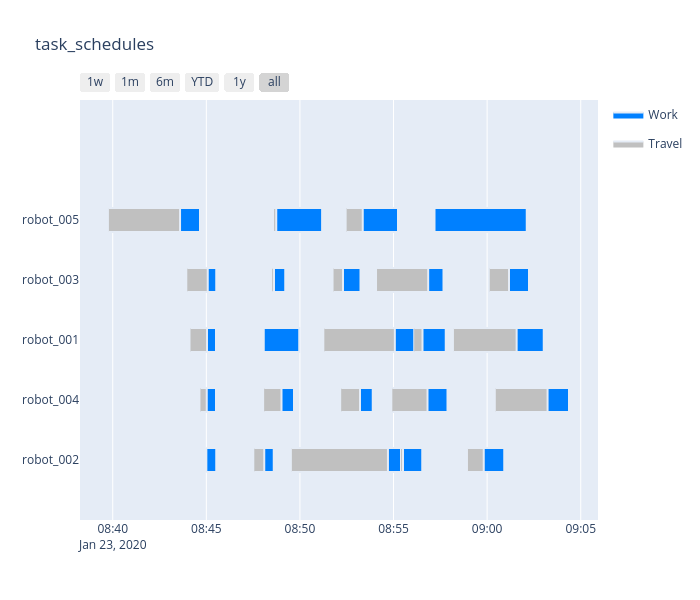 task_schedules
1w 1m 6m YTD 1y all
Work
Travel
robot_005
robot_003
robot_001
robot_004
robot_002
08:40 08:45 08:50 08:55 09:00 09:05
Jan 23, 2020